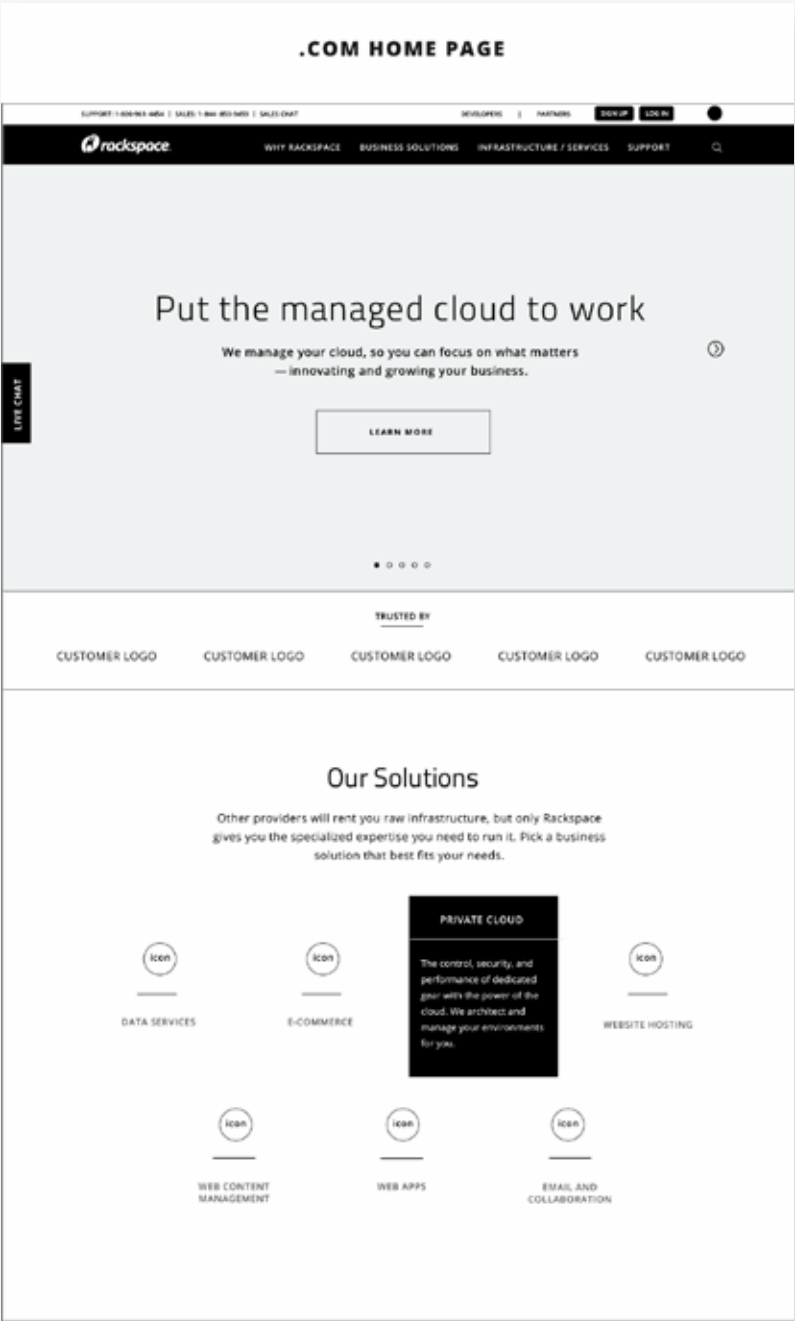 .COM HOME PAGE
SALES CHAT
DEVELOPERS | PARTNERS SIGN UP LOG IN
rackspace
WHY RACKSPACE BUSINESS SOLUTIONS INFRASTRUCTURE / SERVICES SUPPORT
Put the managed cloud to work
We manage your cloud, so you can focus on what matters
— innovating and growing your business.
LIVE CHAT
LEARN MORE
TRUSTED BY
CUSTOMER LOGO CUSTOMER LOGO CUSTOMER LOGO CUSTOMER LOGO CUSTOMER LOGO
Our Solutions
Other providers will rent you raw infrastructure, but only Rackspace
gives you the specialized expertise you need to run it. Pick a business
solution that best fits your needs.
icon
DATA SERVICES
icon
E-COMMERCE
PRIVATE CLOUD
The control, security, and
performance of dedicated
gear with the power of the
cloud. We architect and
manage your environments
for you.
icon
WEBSITE HOSTING
icon
WEB CONTENT
MANAGEMENT
icon
WEB APPS
icon
EMAIL AND
COLLABORATION